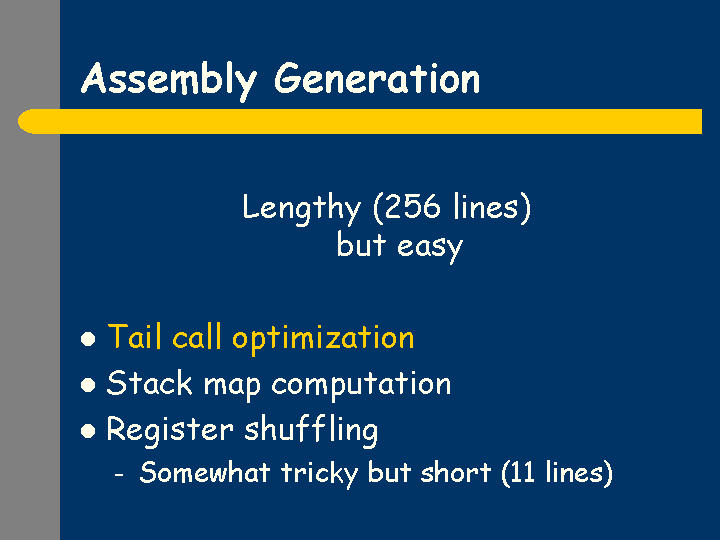 Assembly Generation
Lengthy (256 lines)
but easy
● Tail call optimization
● Stack map computation
● Register shuffling
– Somewhat tricky but short (11 lines)